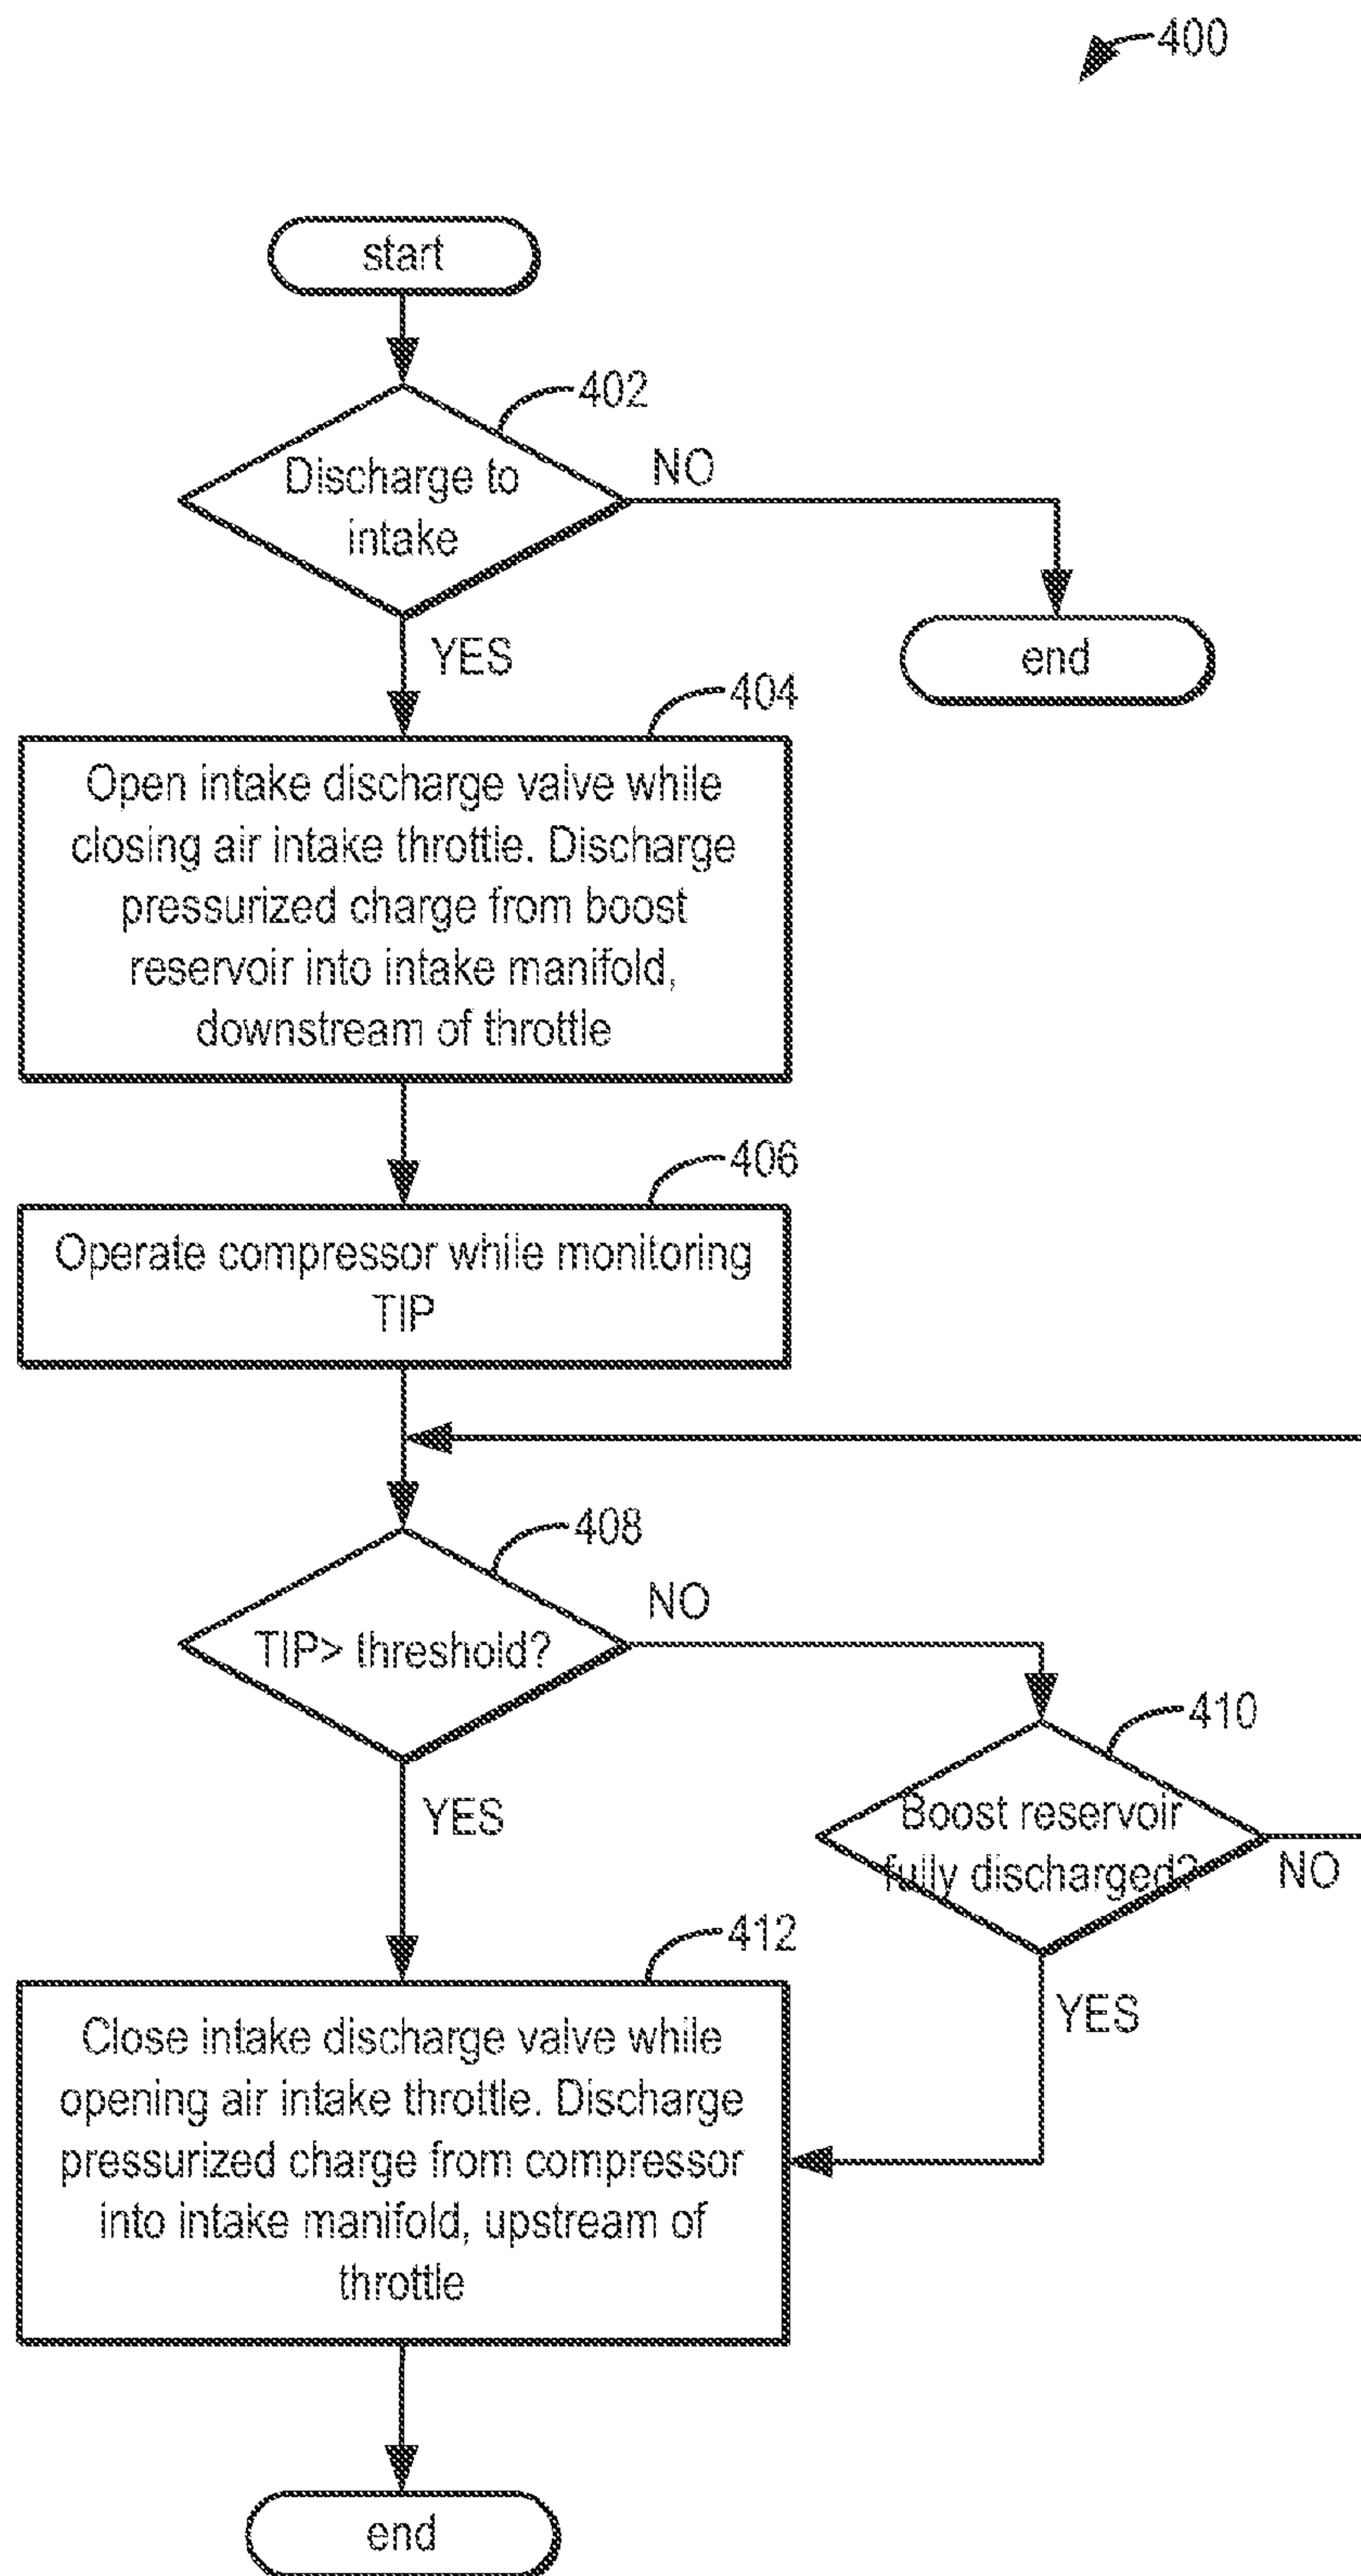 400
start
402
Discharge to
intake
NO
end
YES
404
Open intake discharge valve while
closing air intake throttle. Discharge
pressurized charge from boost
reservoir into intake manifold,
downstream of throttle
406
Operate compressor while monitoring
TIP
408
TIP> threshold?
NO
410
Boost reservoir
fully discharged?
NO
YES
YES
412
Close intake discharge valve while
opening air intake throttle. Discharge
pressurized charge from compressor
into intake manifold, upstream of
throttle
end